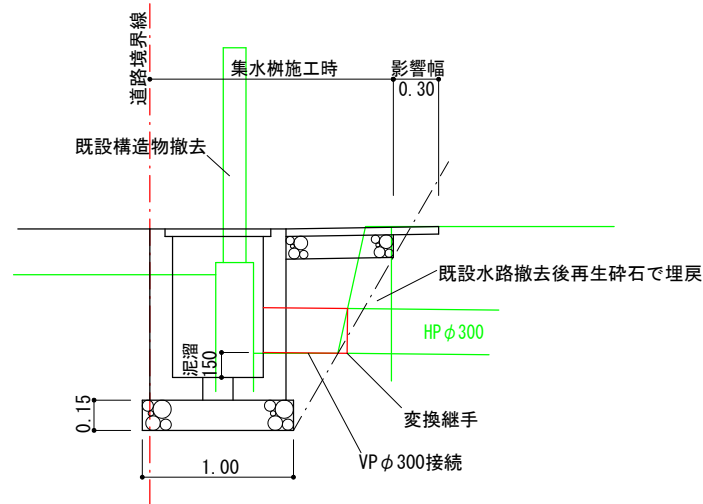 道路境界線
集水桝施工時
影響幅
0.30
既設構造物撤去
既設水路撤去後再生砕石で埋戻
HPφ300
泥溜
150
変換継手
0.15
VPφ300接続
1.00